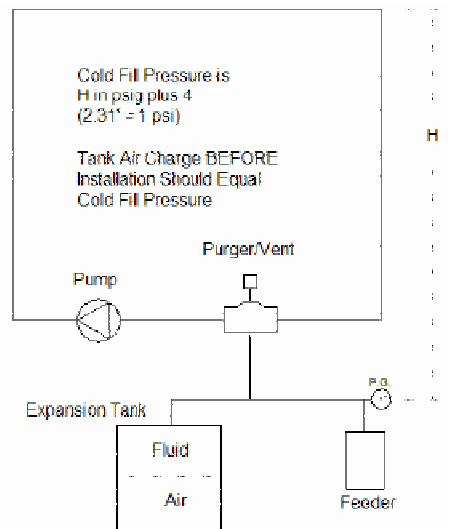 Cold Fill Pressure is
H in psig plus 4
(2.31' = 1 psi)
H
Tank Air Charge BEFORE
Installation Should Equal
Cold Fill Pressure
Purger/Vent
Pump
P.G.
Expansion Tank
Fluid
Air
Feeder